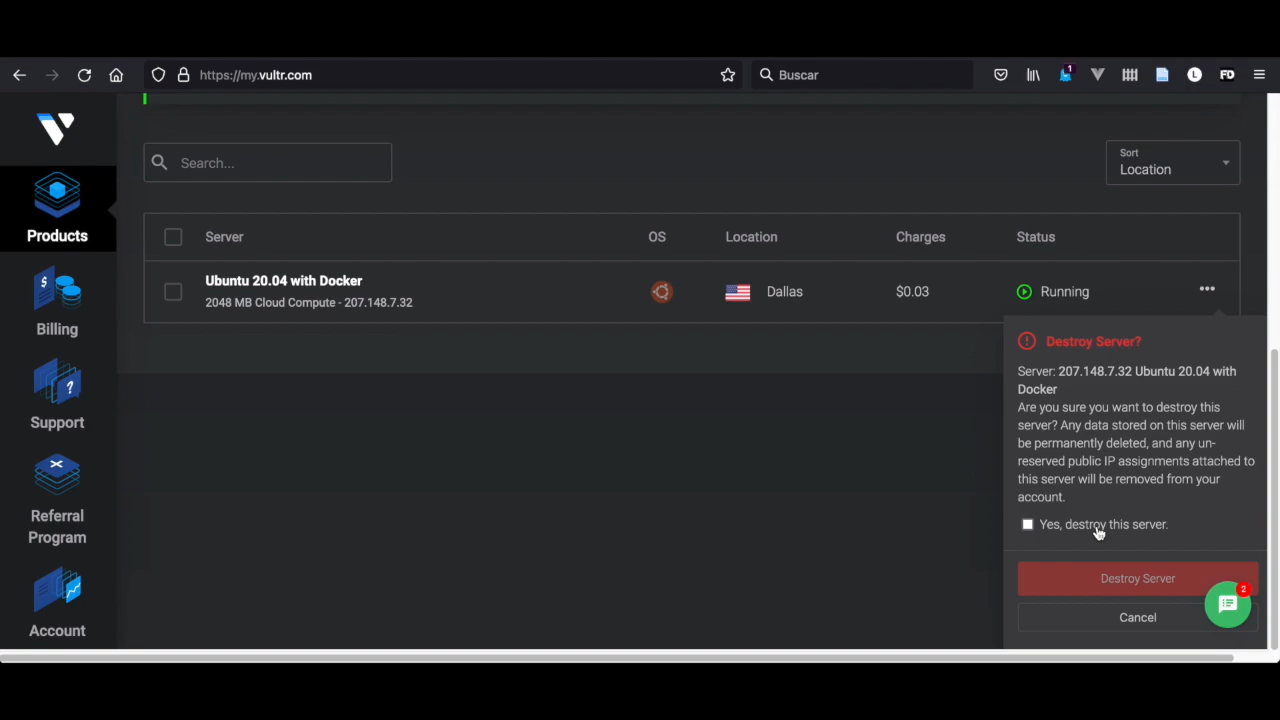 https://my.vultr.com
Buscar
1
L
FD
Search...
Sort
Location
Products
Server
OS
Location
Charges
Status
Ubuntu 20.04 with Docker
2048 MB Cloud Compute - 207.148.7.32
Dallas
$0.03
Running
Billing
Destroy Server?
Server: 207.148.7.32 Ubuntu 20.04 with
Docker
Are you sure you want to destroy this
server? Any data stored on this server will
be permanently deleted, and any un-
reserved public IP assignments attached to
this server will be removed from your
account.
Support
Yes, destroy this server.
Referral
Program
Destroy Server
2
Cancel
Account